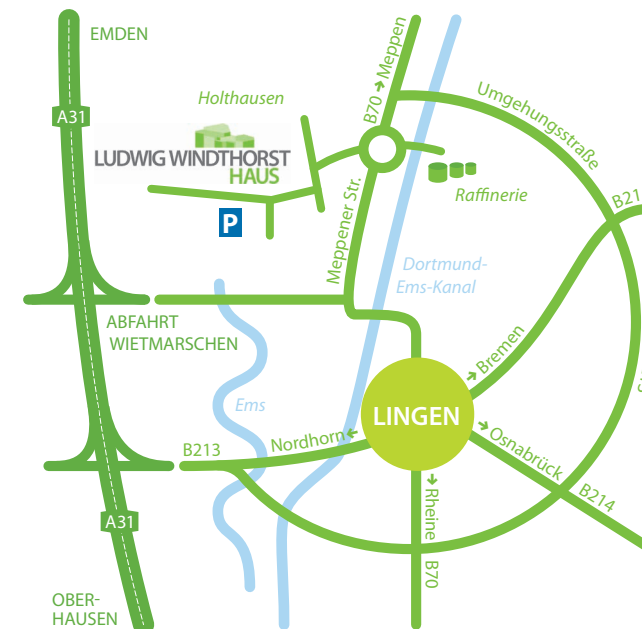 EMDEN
A31
Holthausen
LUDWIG WINDTHORST
HAUS
P
B70
Meppen
Umgehungsstraße
Raffinerie
B21
Meppener Str.
Dortmund-
Ems-Kanal
ABFAHRT
WIETMARSCHEN
Bremen
Ems
LINGEN
B213
Nordhorn
Osnabrück
B214
Rheine
B70
A31
OBER-
HAUSEN